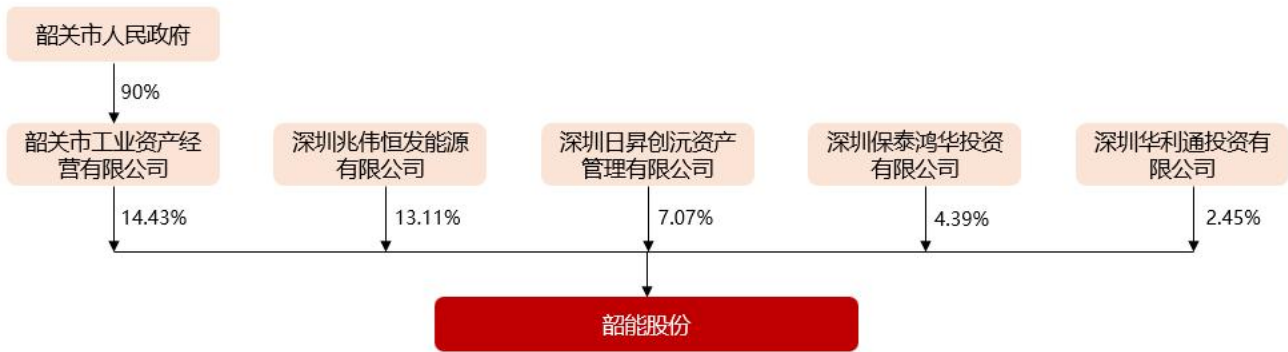 韶关市人民政府
90%
韶关市工业资产经
营有限公司
深圳兆伟恒发能源
有限公司
深圳日昇创沅资产
管理有限公司
深圳保泰鸿华投资
有限公司
深圳华利通投资有
限公司
14.43%
13.11%
7.07%
4.39%
2.45%
韶能股份